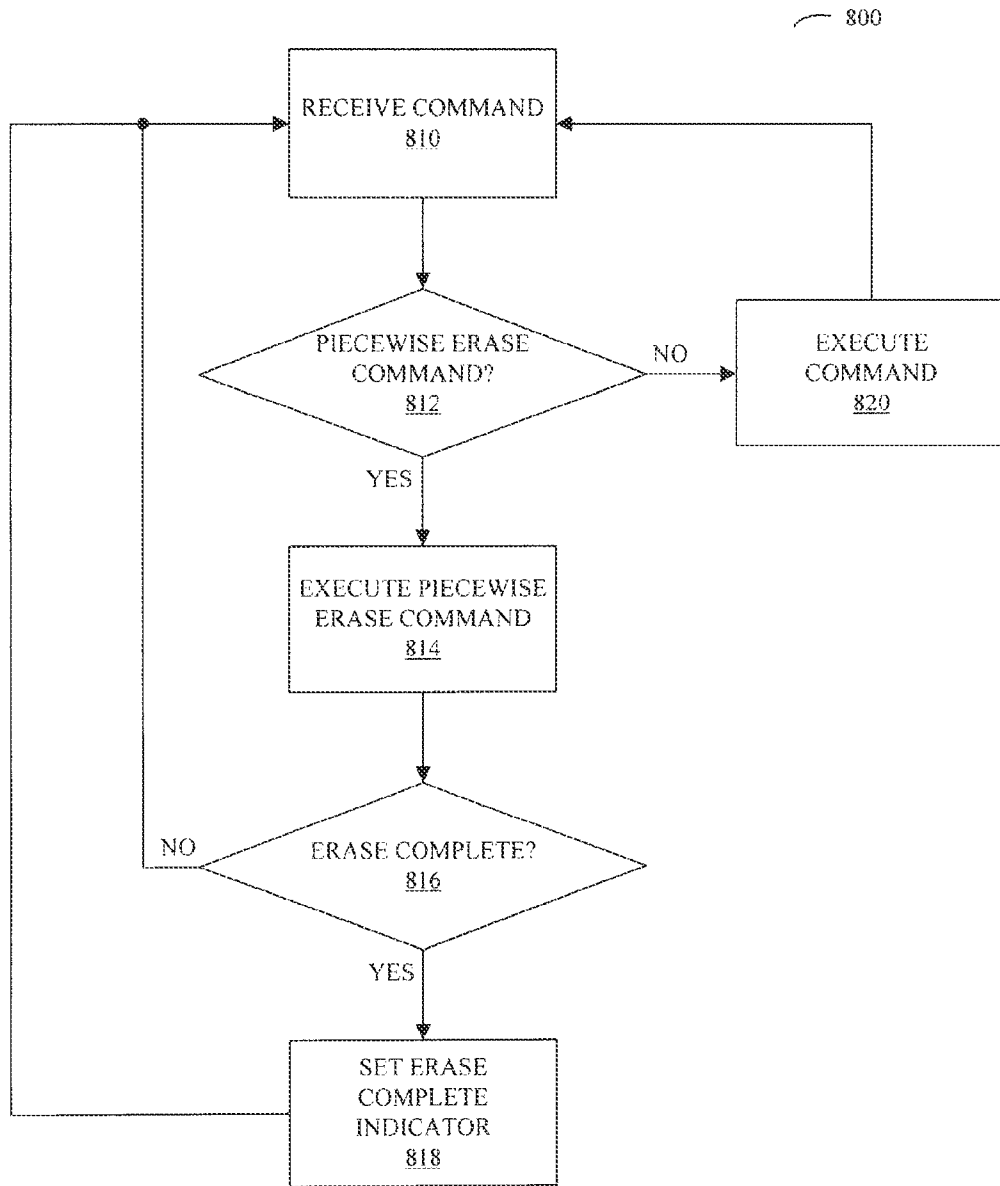 800
RECEIVE COMMAND
810
PIECEWISE ERASE
COMMAND?
812
NO
EXECUTE
COMMAND
820
YES
EXECUTE PIECEWISE
ERASE COMMAND
814
NO
ERASE COMPLETE?
816
YES
SET ERASE
COMPLETE
INDICATOR
818